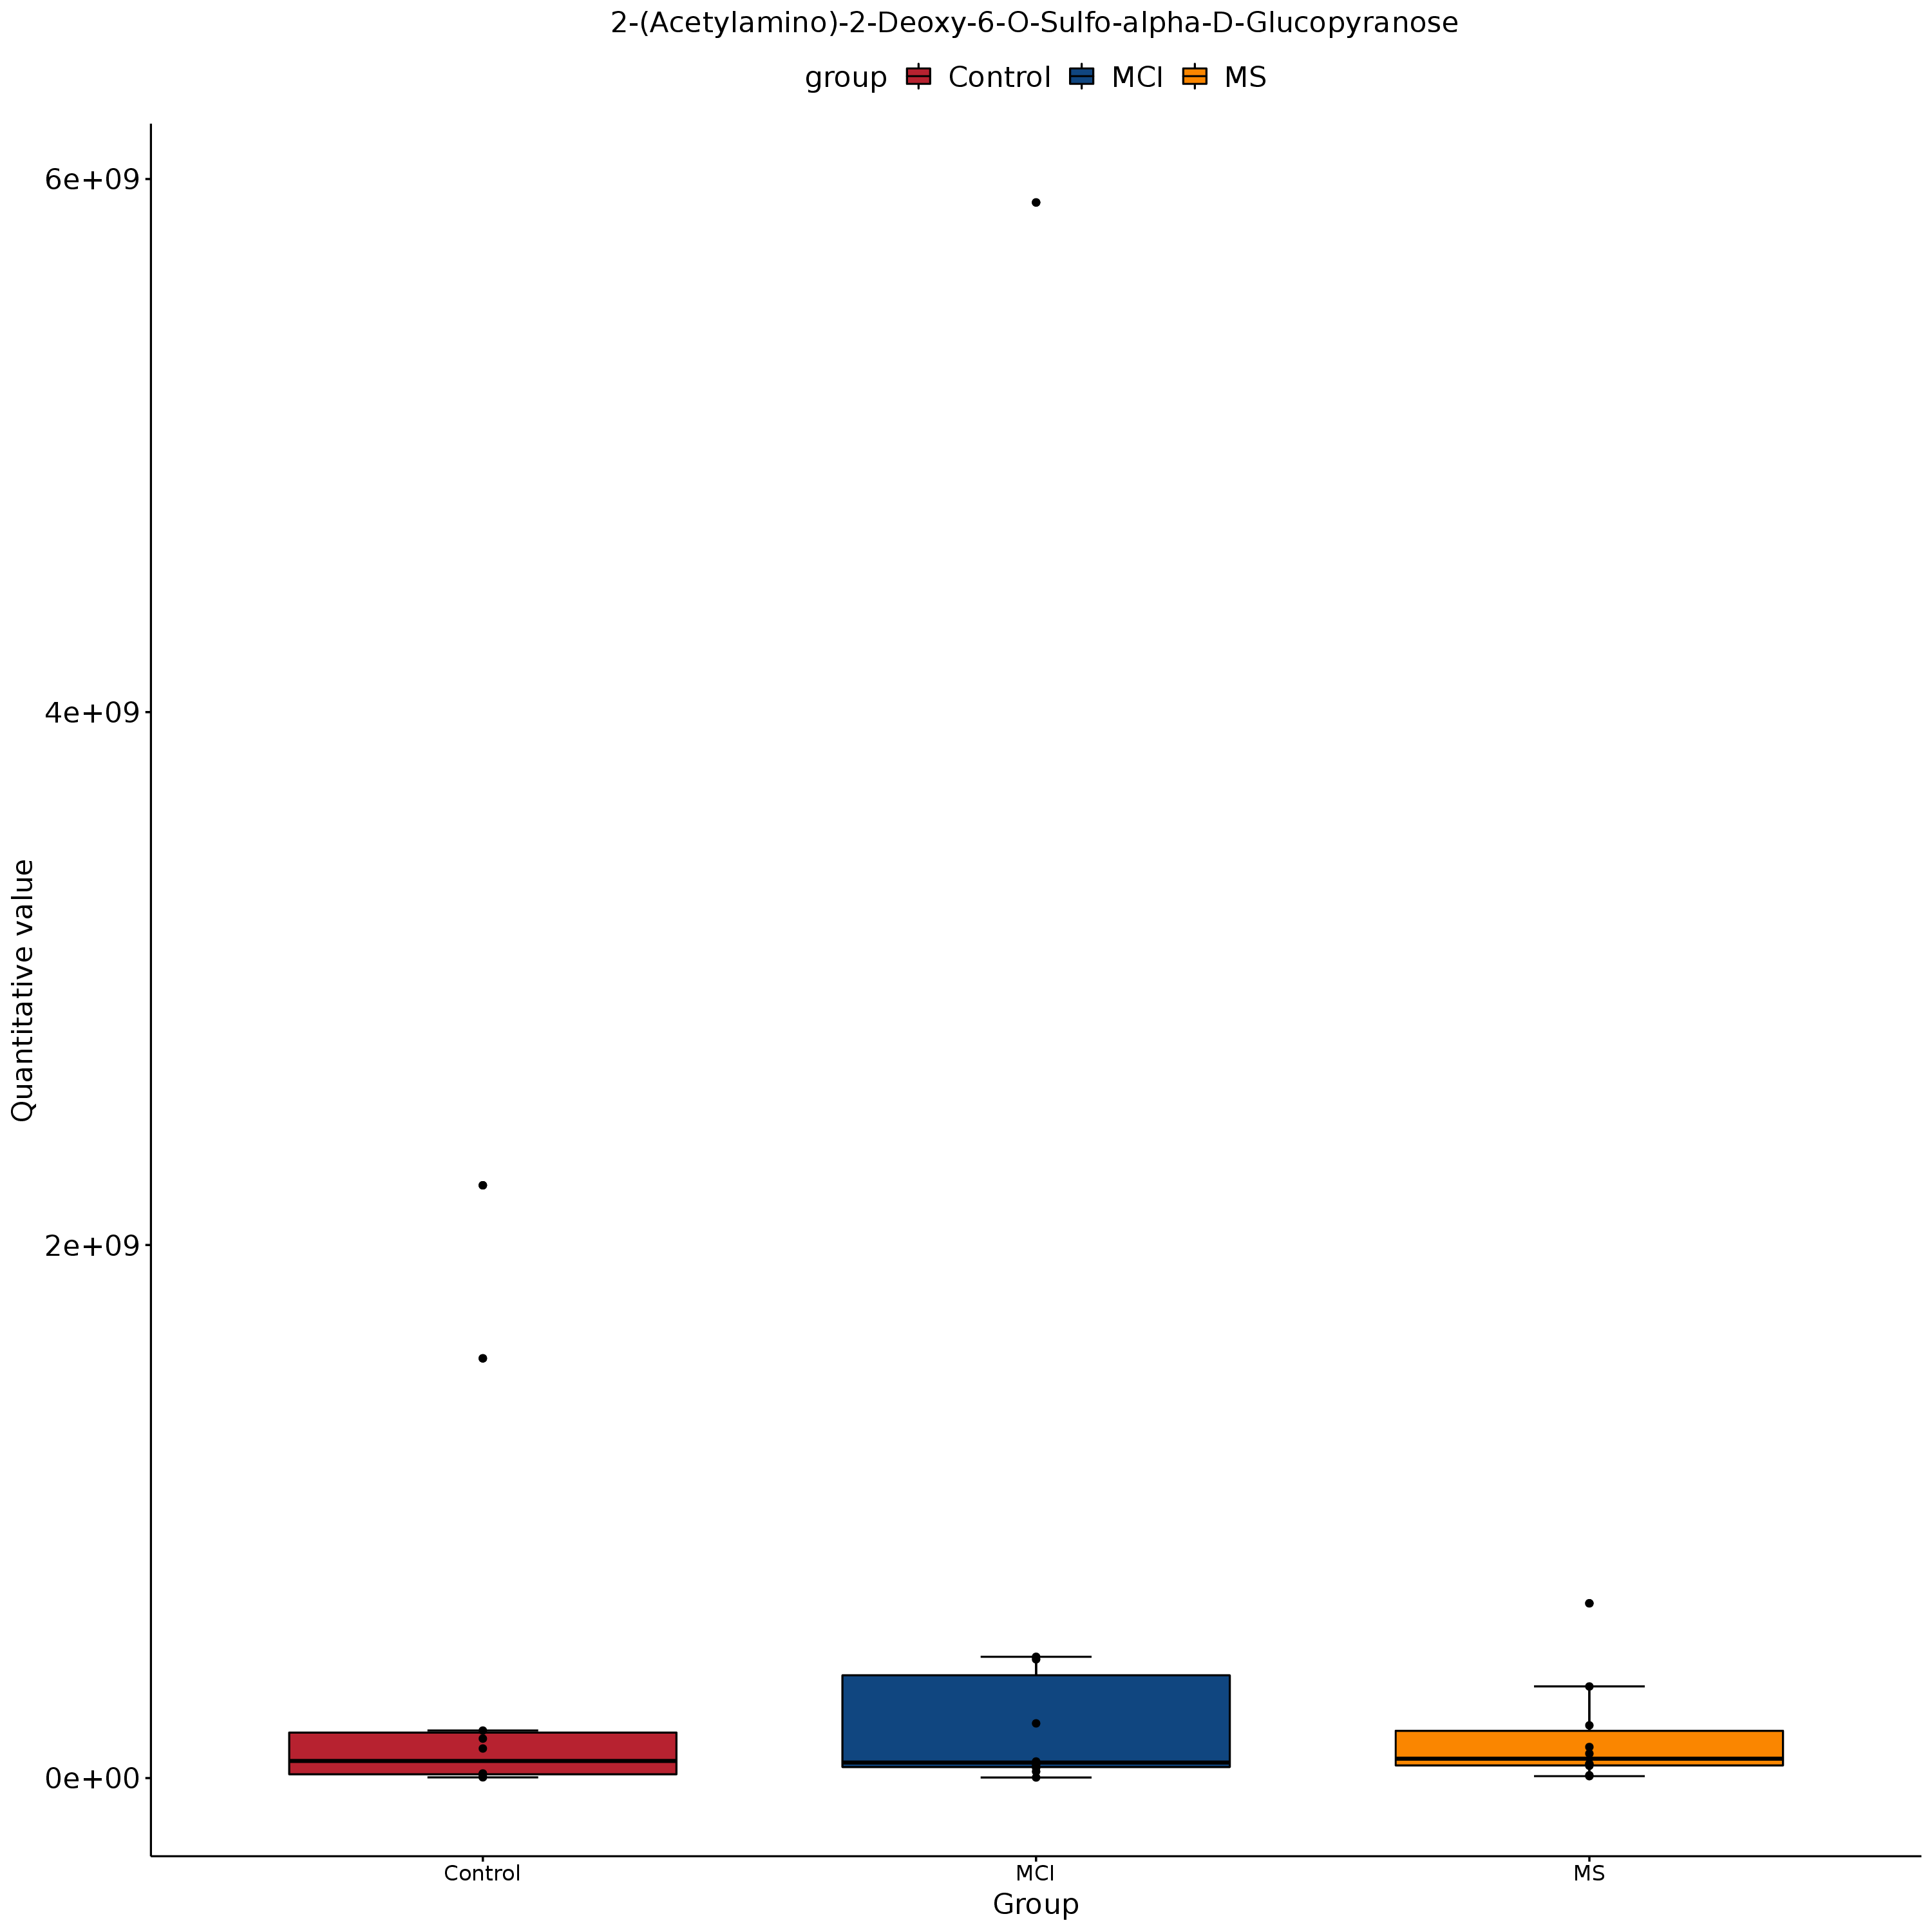 2-(Acetylamino)-2-Deoxy-6-O-Sulfo-alpha-D-Glucopyranose
group Control MCI MS
6e+09
4e+09
2e+09
0e+00
Quantitative value
Control MCI MS
Group